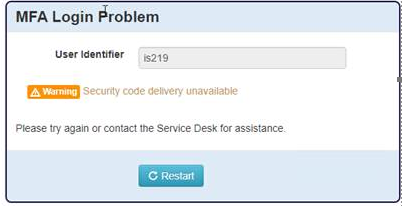 MFA Login Problem
User Identifier is219
Warning Security code delivery unavailable
Please try again or contact the Service Desk for assistance.
Restart